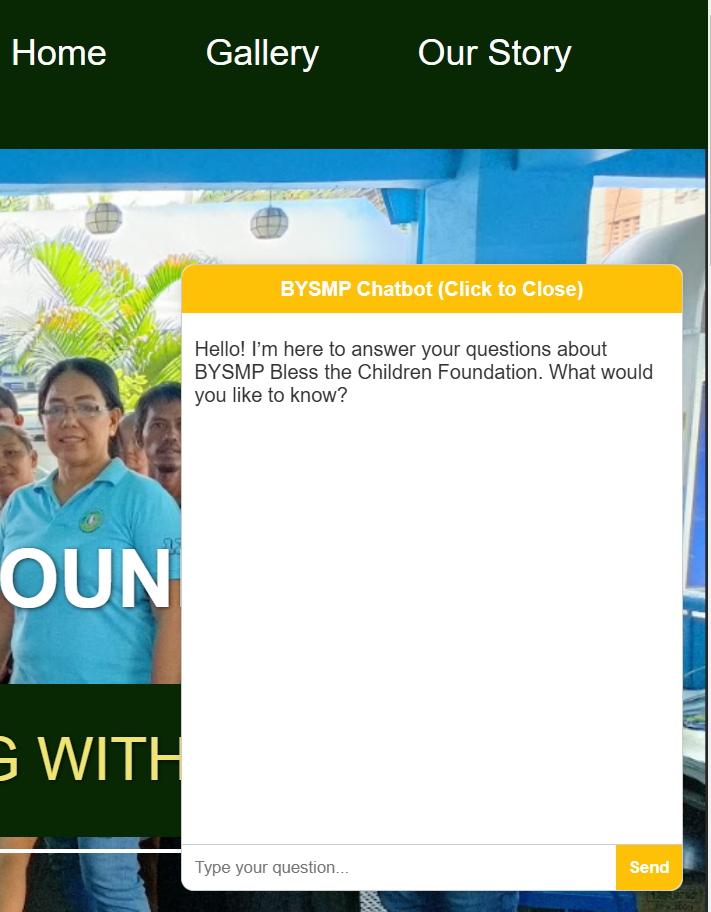 Home Gallery Our Story
BYSMP Chatbot (Click to Close)
Hello! I’m here to answer your questions about
BYSMP Bless the Children Foundation. What would
you like to know?
OUN
G WITH
Type your question... Send